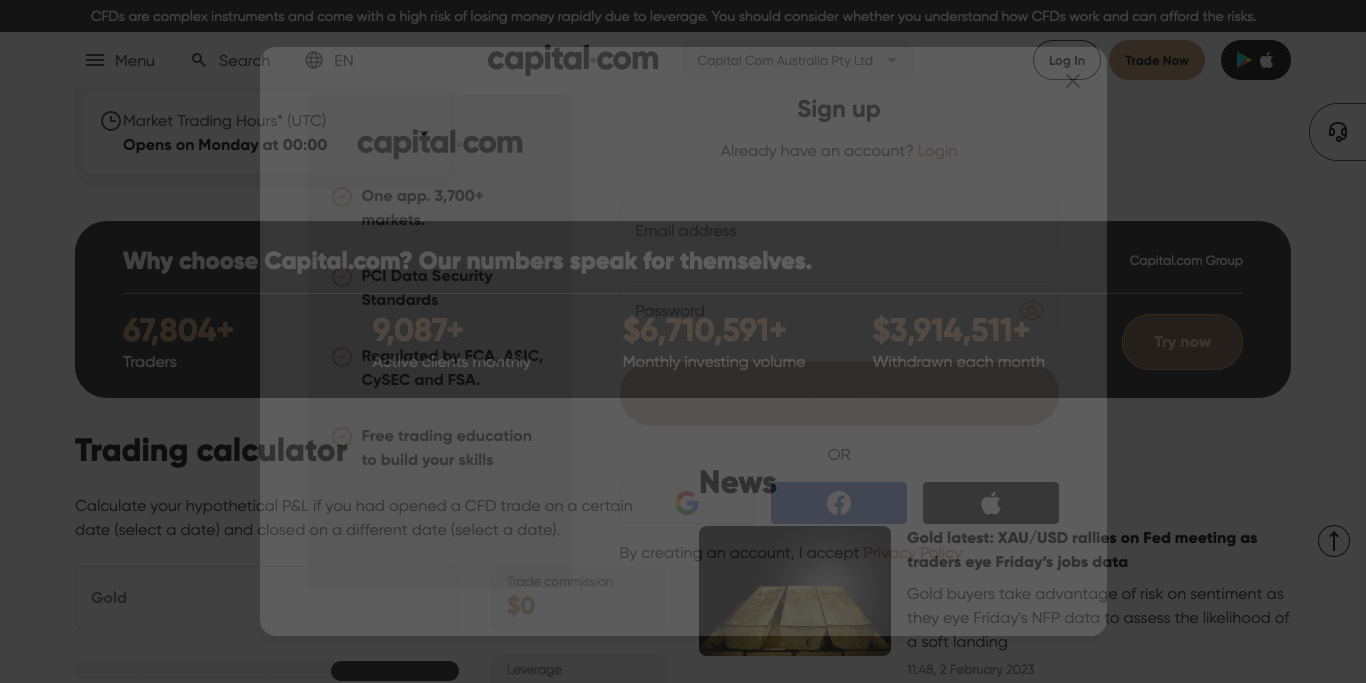 CFDs are complex instruments and come with a high risk of losing money rapidly due to leverage. You should consider whether you understand how CFDs work and can afford the risks.
Menu
Search
EN
capital.com
Capital Com Australia Pty Ltd
Log In
Trade Now
Market Trading Hours* (UTC)
Opens on Monday at 00:00
capital.com
One app. 3,700+
markets.
PCI Data Security
Standards
Regulated by FCA, ASIC,
CySEC and FSA.
Free trading education
to build your skills
Sign up
Already have an account? Login
Email address
Password
OR
By creating an account, I accept Privacy Policy
Why choose Capital.com? Our numbers speak for themselves.
Capital.com Group
67,804+
Traders
9,087+
Active clients monthly
$6,710,591+
Monthly investing volume
$3,914,511+
Withdrawn each month
Try now
Trading calculator
Calculate your hypothetical P&L if you had opened a CFD trade on a certain
date (select a date) and closed on a different date (select a date).
Gold
Trade commission
$0
Leverage
News
Gold latest: XAU/USD rallies on Fed meeting as
traders eye Friday’s jobs data
Gold buyers take advantage of risk on sentiment as
they eye Friday's NFP data to assess the likelihood of
a soft landing
11:48, 2 February 2023